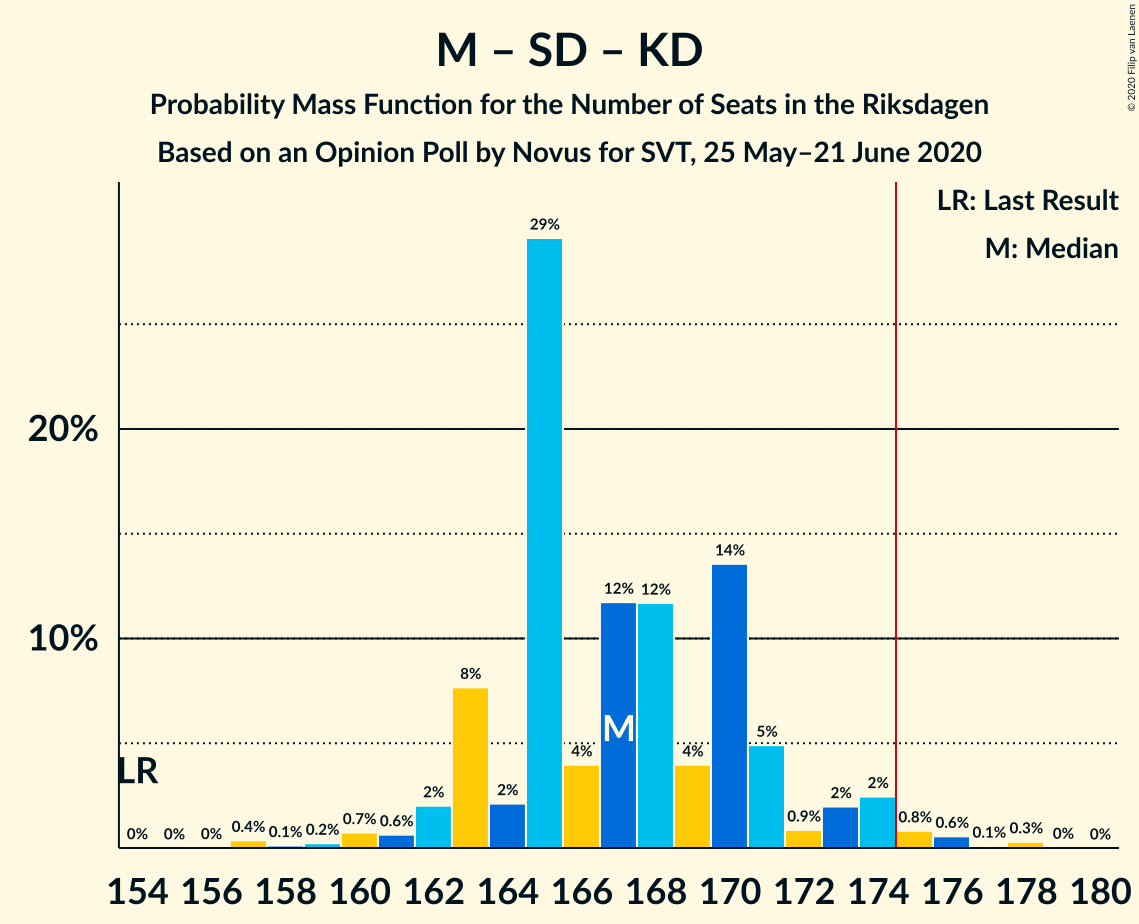 M – SD – KD
Probability Mass Function for the Number of Seats in the Riksdagen
Based on an Opinion Poll by Novus for SVT, 25 May–21 June 2020
© 2020 Filip van Laenen
LR: Last Result
M: Median
20%
10%
LR
M
0% 0% 0% 0.4% 0.1% 0.2% 0.7% 0.6% 2% 8% 2% 29% 4% 12% 12% 4% 14% 5% 0.9% 2% 2% 0.8% 0.6% 0.1% 0.3% 0% 0%
154 156 158 160 162 164 166 168 170 172 174 176 178 180